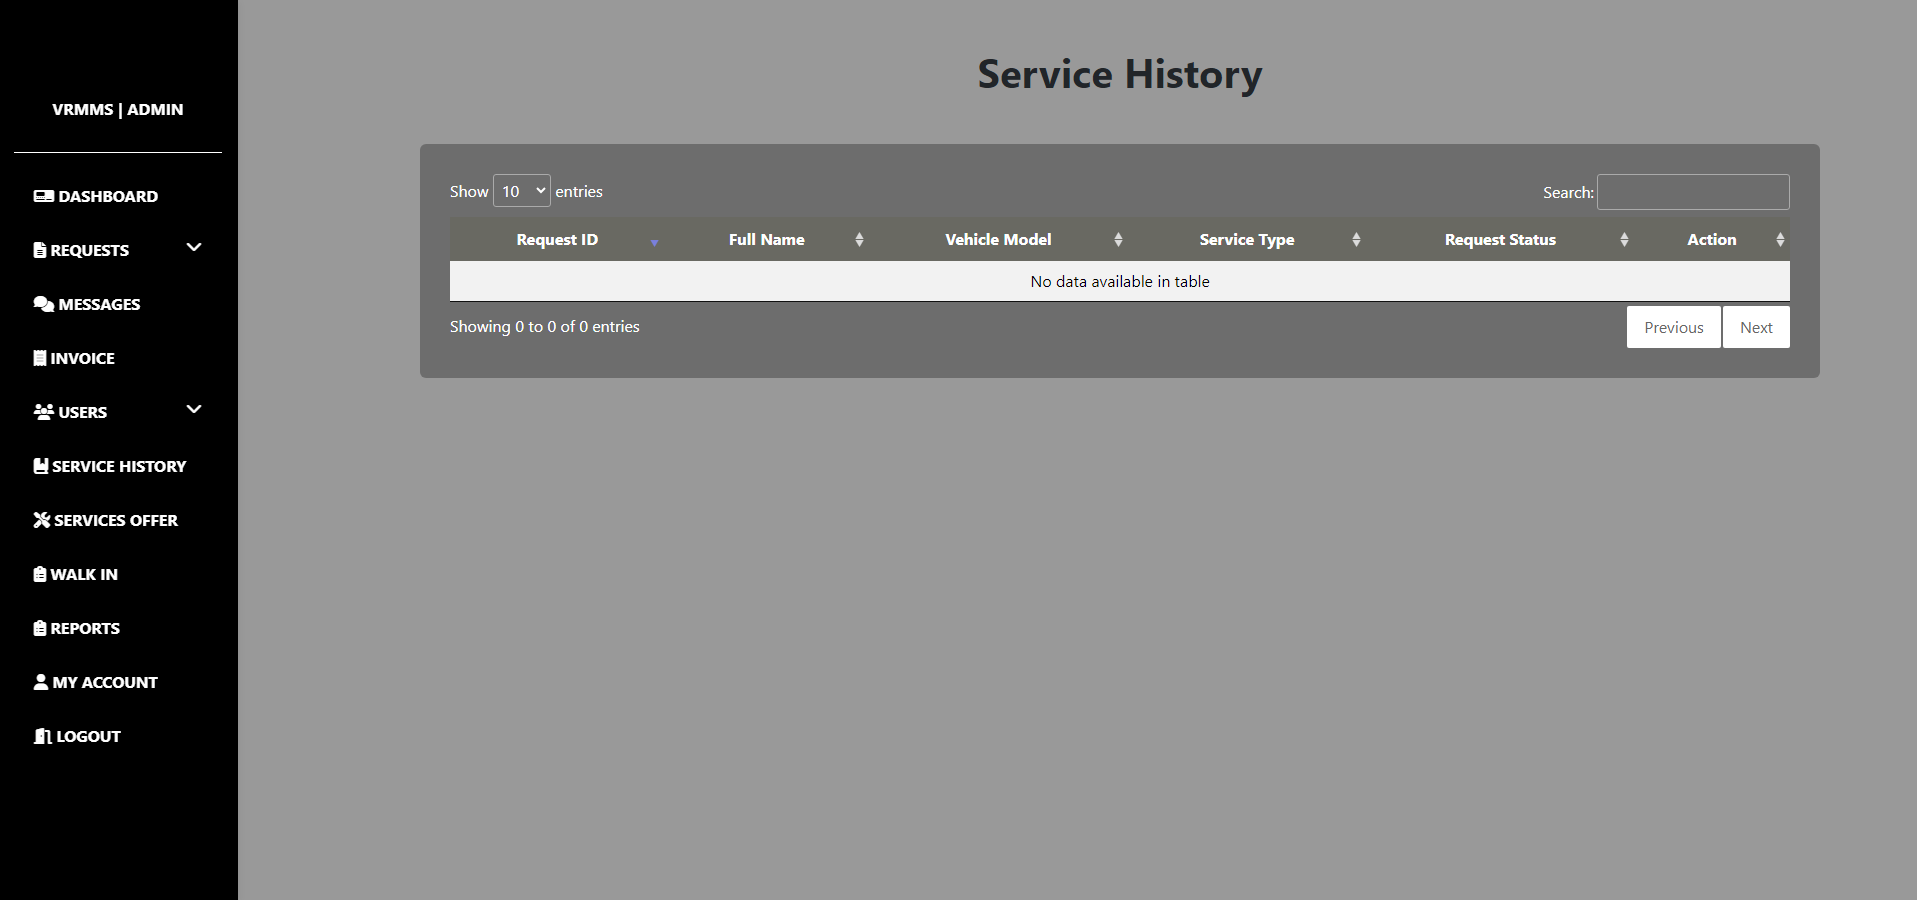 VRMMS | ADMIN
DASHBOARD
REQUESTS
MESSAGES
INVOICE
USERS
SERVICE HISTORY
SERVICES OFFER
WALK IN
REPORTS
MY ACCOUNT
LOGOUT
Service History
Show 10 entries
Search:
Request ID Full Name Vehicle Model Service Type Request Status Action
No data available in table
Showing 0 to 0 of 0 entries
Previous Next